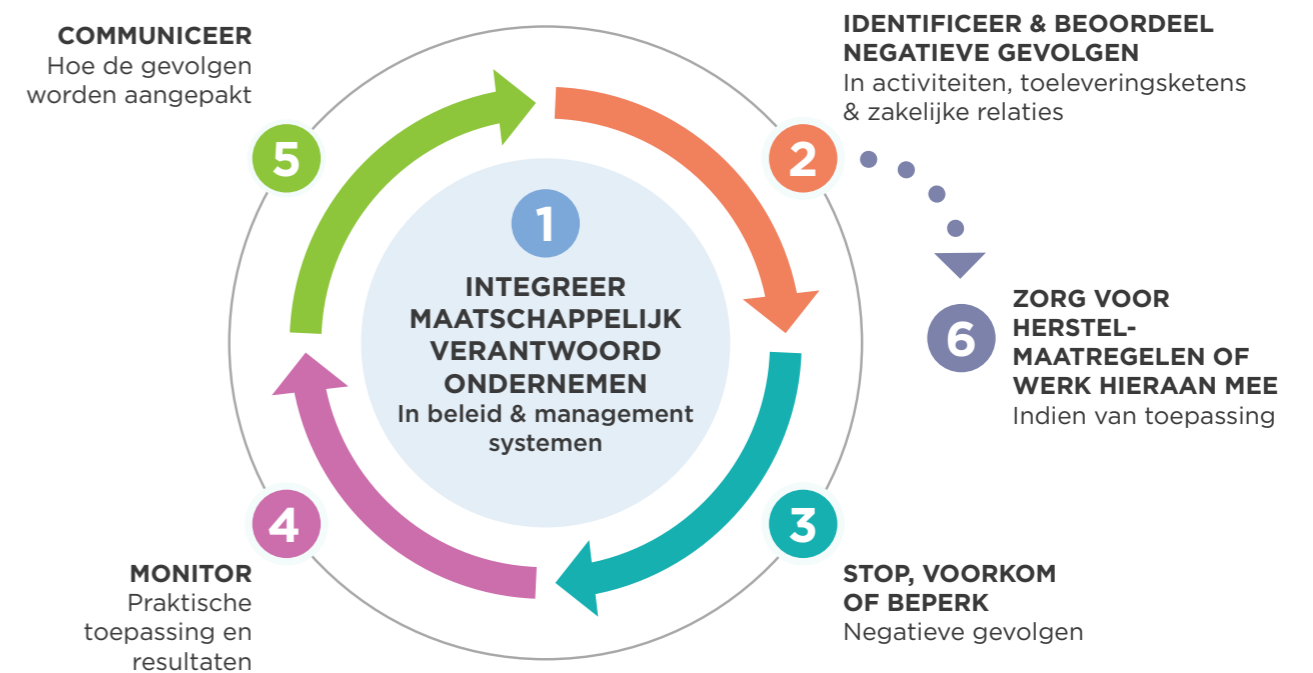 1
INTEGREER
MAATSCHAPPELIJK
VERANTWOORD
ONDERNEMEN
In beleid & management
systemen
2
IDENTIFICEER & BEOORDEEL
NEGATIEVE GEVOLGEN
In activiteiten, toeleveringsketens
& zakelijke relaties
3
STOP, VOORKOM
OF BEPERK
Negatieve gevolgen
4
MONITOR
Praktische
toepassing en
resultaten
5
COMMUNICEER
Hoe de gevolgen
worden aangepakt
6
ZORG VOOR
HERSTEL-
MAATREGELEN OF
WERK HIERAAN MEE
Indien van toepassing